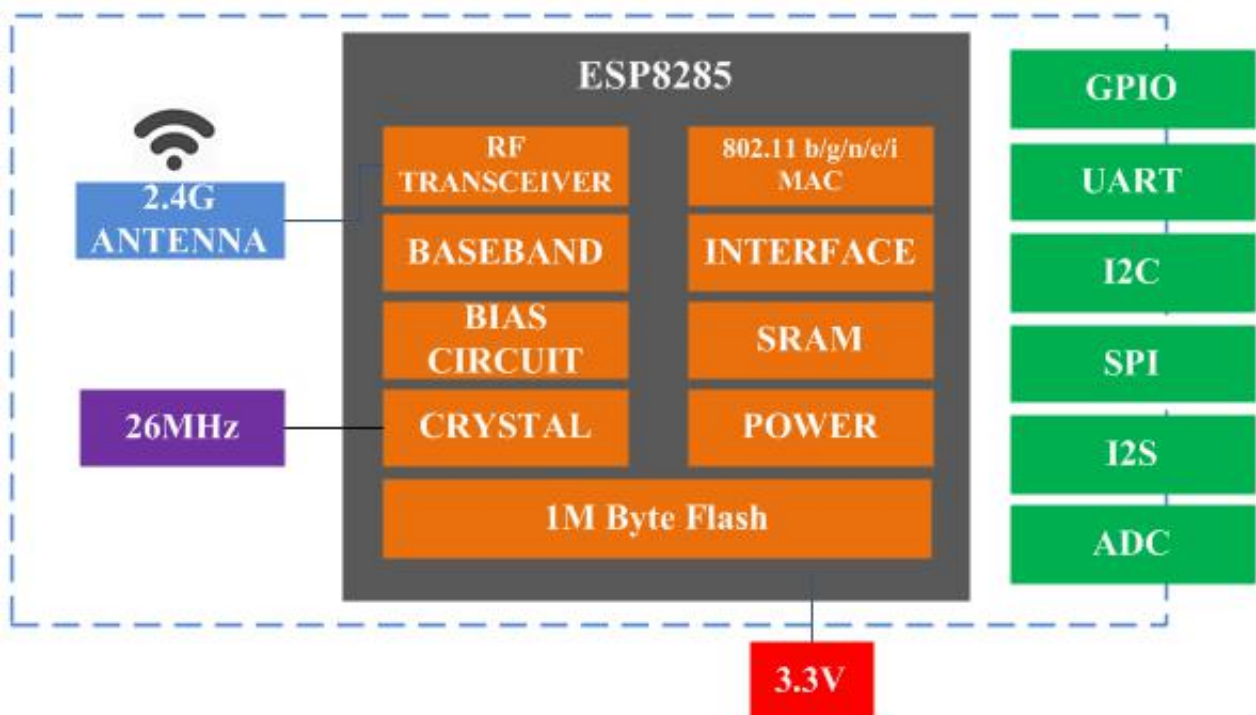 ESP8285
RF
TRANSCEIVER
802.11 b/g/n/e/i
MAC
2.4G
ANTENNA
BASEBAND
INTERFACE
BIAS
CIRCUIT
SRAM
26MHz
CRYSTAL
POWER
1M Byte Flash
3.3V
GPIO
UART
I2C
SPI
I2S
ADC